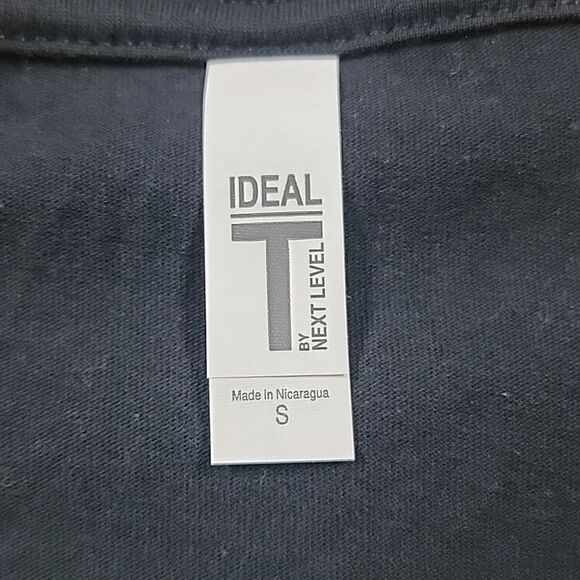 IDEAL
T
BY
NEXT LEVEL
Made in Nicaragua
S